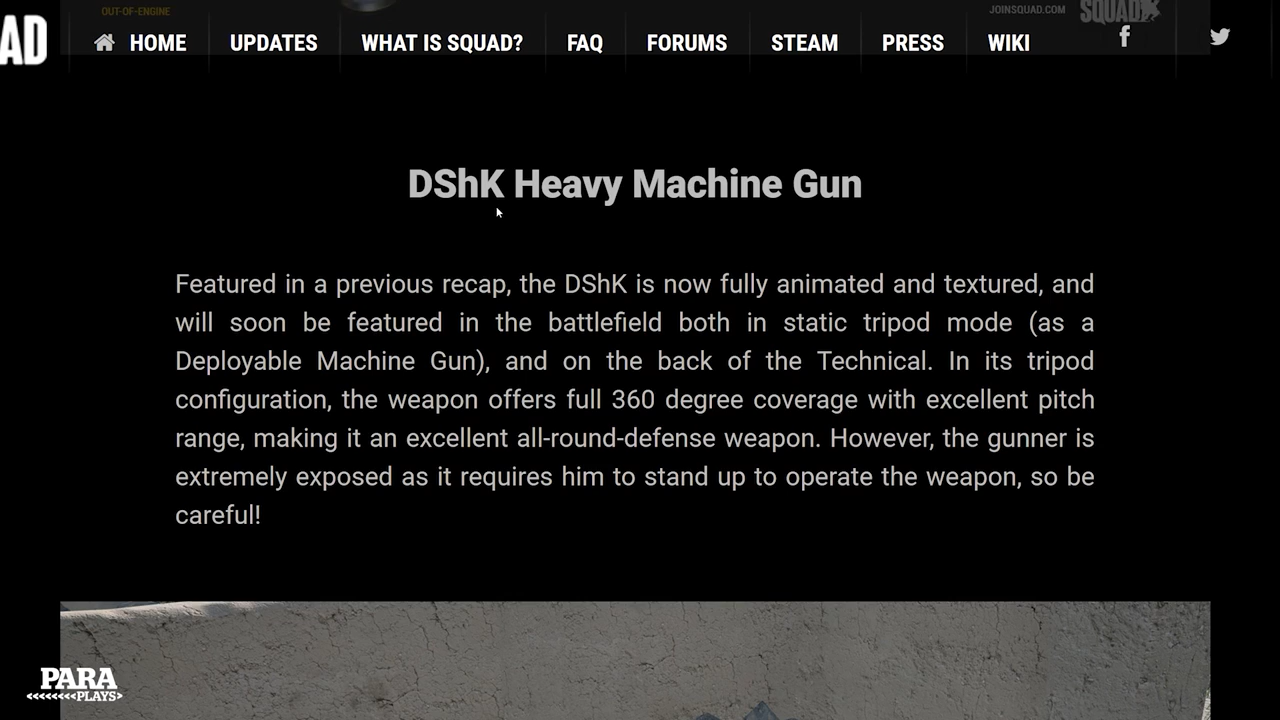 OUT-OF-ENGINE
JOINSQUAD.COM SQUAD
AD HOME UPDATES WHAT IS SQUAD? FAQ FORUMS STEAM PRESS WIKI
DShK Heavy Machine Gun
Featured in a previous recap, the DShK is now fully animated and textured, and
will soon be featured in the battlefield both in static tripod mode (as a
Deployable Machine Gun), and on the back of the Technical. In its tripod
configuration, the weapon offers full 360 degree coverage with excellent pitch
range, making it an excellent all-round-defense weapon. However, the gunner is
extremely exposed as it requires him to stand up to operate the weapon, so be
careful!
PARA
PLAYS